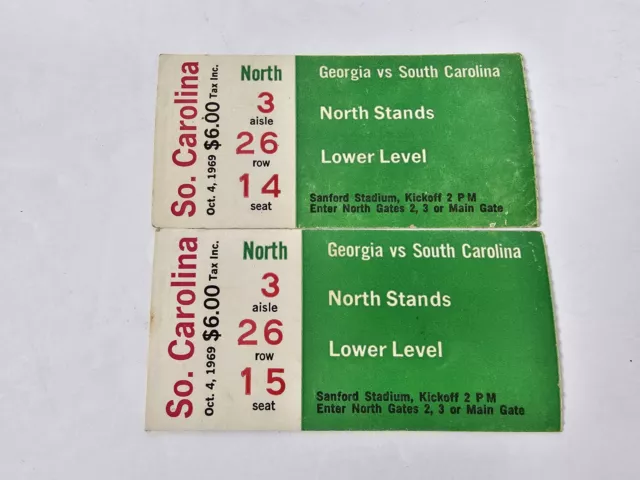 So. Carolina
Oct. 4, 1969 $6.00 Tax Inc.
North
3
aisle
26
row
14
seat
Georgia vs South Carolina
North Stands
Lower Level
Sanford Stadium, Kickoff 2 P M
Enter North Gates 2, 3 or Main Gate
So. Carolina
Oct. 4, 1969 $6.00 Tax Inc.
North
3
aisle
26
row
15
seat
Georgia vs South Carolina
North Stands
Lower Level
Sanford Stadium, Kickoff 2 P M
Enter North Gates 2, 3 or Main Gate